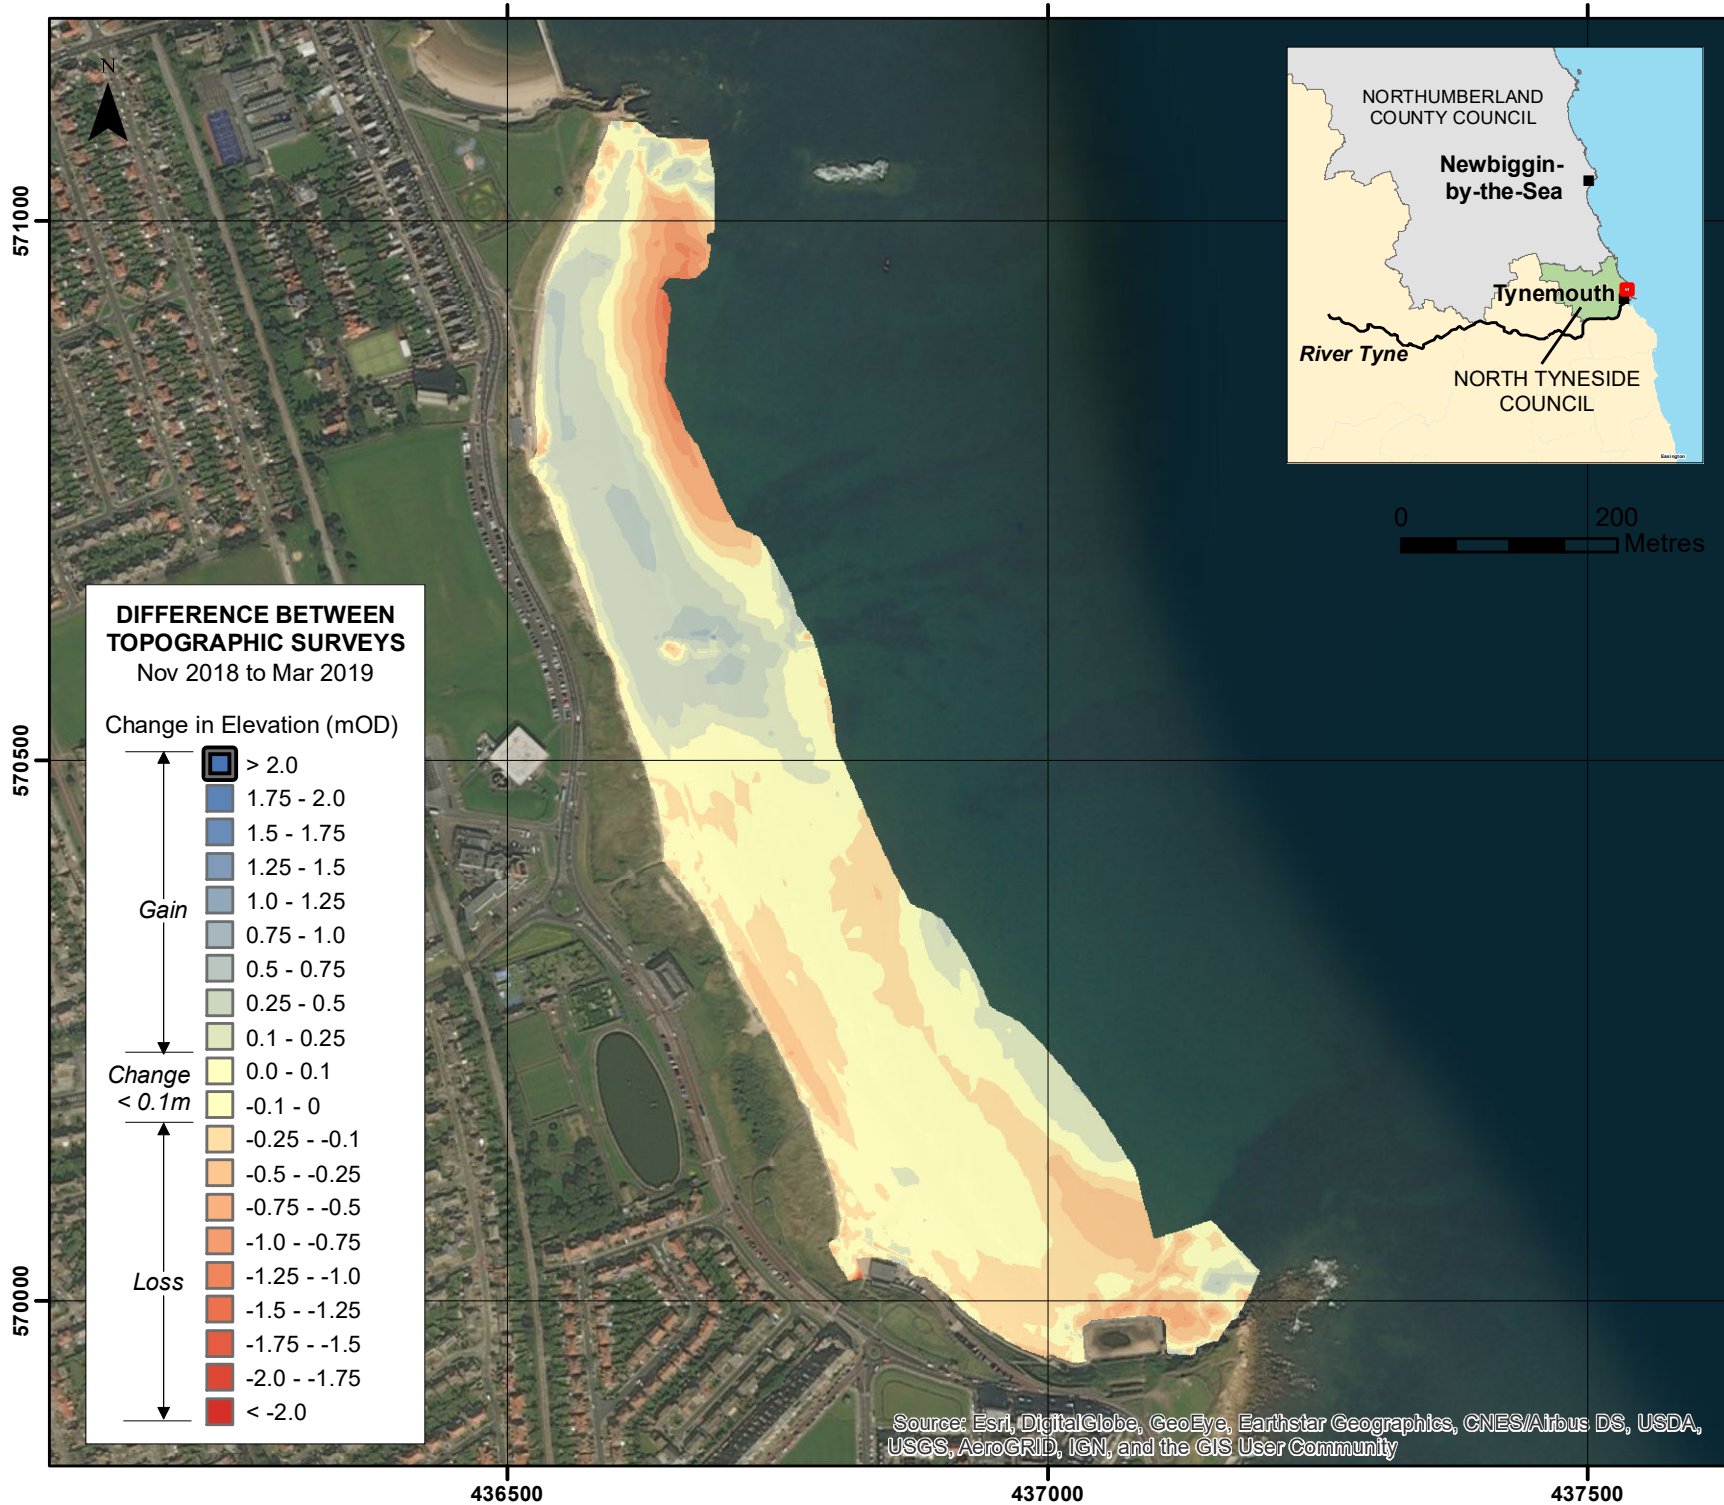 N
NORTHUMBERLAND
COUNTY COUNCIL
Newbiggin-
by-the-Sea
Tynemouth
River Tyne
NORTH TYNESIDE
COUNCIL
Easington
0 200
Metres
571000
570500
570000
DIFFERENCE BETWEEN
TOPOGRAPHIC SURVEYS
Nov 2018 to Mar 2019
Change in Elevation (mOD)
> 2.0
1.75 - 2.0
1.5 - 1.75
1.25 - 1.5
1.0 - 1.25
Gain
0.75 - 1.0
0.5 - 0.75
0.25 - 0.5
0.1 - 0.25
Change
< 0.1m
0.0 - 0.1
-0.1 - 0
-0.25 - -0.1
-0.5 - -0.25
-0.75 - -0.5
-1.0 - -0.75
Loss
-1.25 - -1.0
-1.5 - -1.25
-1.75 - -1.5
-2.0 - -1.75
< -2.0
Source: Esri, DigitalGlobe, GeoEye, Earthstar Geographics, CNES/Airbus DS, USDA,
USGS, AeroGRID, IGN, and the GIS User Community
436500
437000
437500